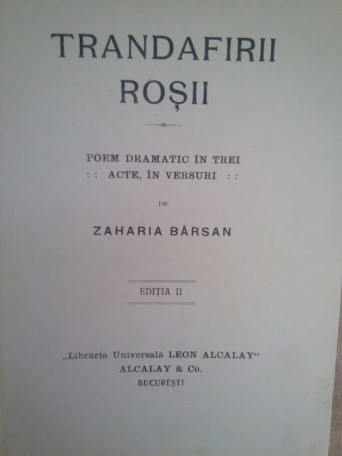 TRANDAFIRII
ROȘII
POEM DRAMATIC ÎN TREI
:: ACTE, ÎN VERSURI ::
DE
ZAHARIA BÂRSAN
EDIȚIA II
„Librăria Universală LEON ALCALAY"
ALCALAY & Co.
BUCUREȘTI